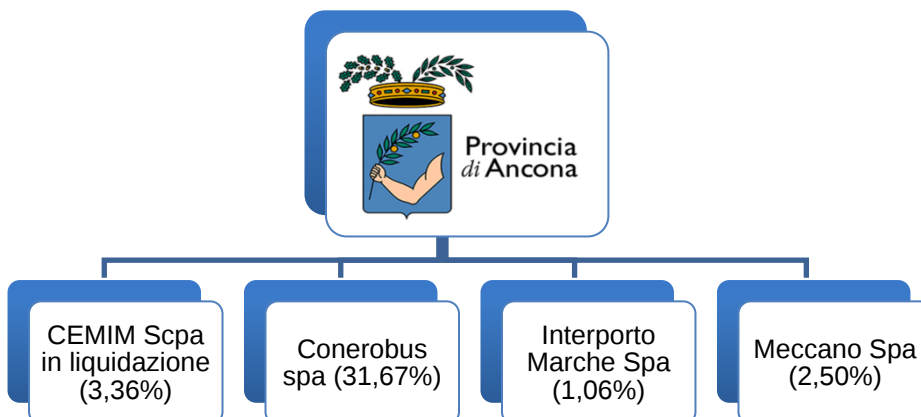 Provincia
di Ancona
CEMIM Scpa
in liquidazione
(3,36%)
Conerobus
spa (31,67%)
Interporto
Marche Spa
(1,06%)
Meccano Spa
(2,50%)